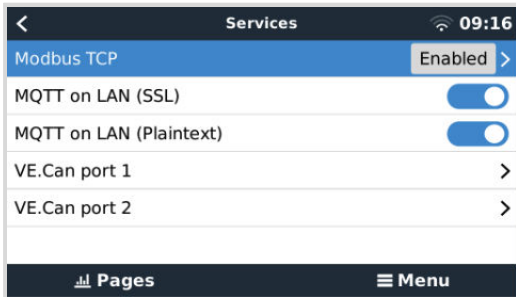 Services 09:16
Modbus TCP Enabled
MQTT on LAN (SSL)
MQTT on LAN (Plaintext)
VE.Can port 1
VE.Can port 2
Pages Menu